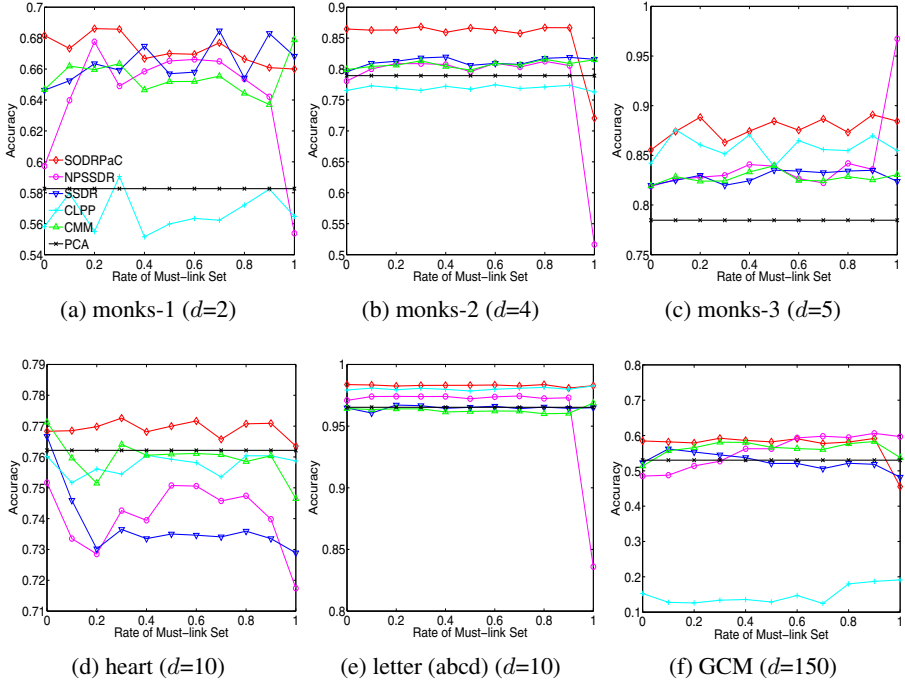 0.7
0.68
0.66
0.64
0.62
0.6
0.58
0.56
0.54
Accuracy
SODRPaC
NPSSDR
SSDR
CLPP
CMM
PCA
0 0.2 0.4 0.6 0.8 1
Rate of Must-link Set
(a) monks-1 (d=2)
1
0.95
0.9
0.85
0.8
0.75
0.7
0.65
0.6
0.55
0.5
Accuracy
0 0.2 0.4 0.6 0.8 1
Rate of Must-link Set
(b) monks-2 (d=4)
1
0.95
0.9
0.85
0.8
0.75
Accuracy
0 0.2 0.4 0.6 0.8 1
Rate of Must-link Set
(c) monks-3 (d=5)
0.79
0.78
0.77
0.76
0.75
0.74
0.73
0.72
0.71
Accuracy
0 0.2 0.4 0.6 0.8 1
Rate of Must-link Set
(d) heart (d=10)
1
0.95
0.9
0.85
0.8
Accuracy
0 0.2 0.4 0.6 0.8 1
Rate of Must-link Set
(e) letter (abcd) (d=10)
1
0.9
0.8
0.7
0.6
0.5
0.4
0.3
0.2
0.1
Accuracy
0 0.2 0.4 0.6 0.8 1
Rate of Must-link Set
(f) GCM (d=150)